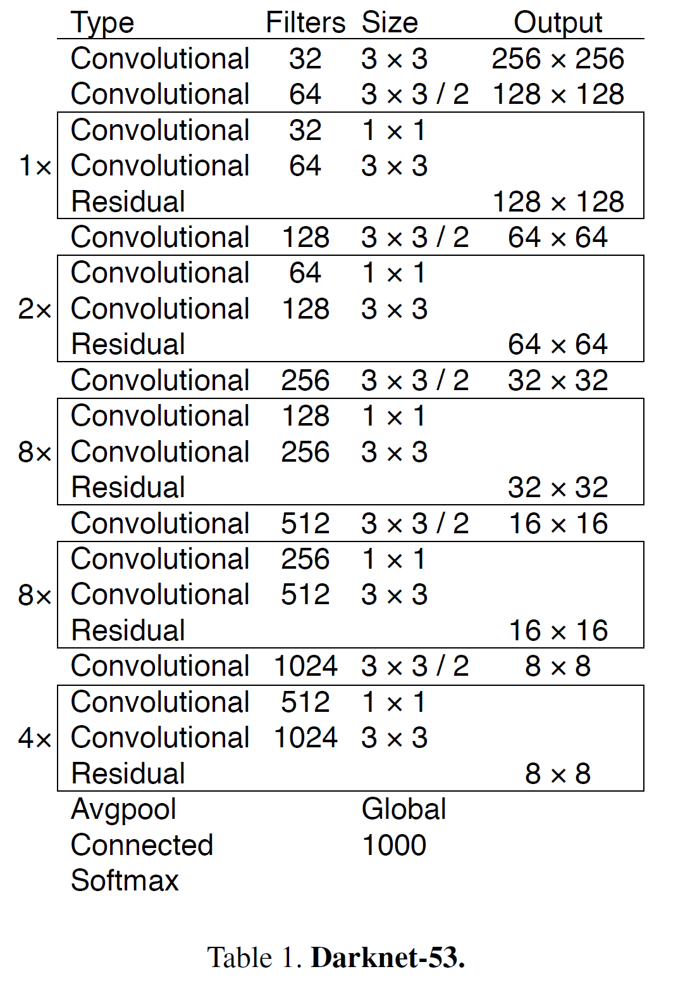 Type Filters Size Output
Convolutional 32 3 × 3 256 × 256
Convolutional 64 3 × 3 / 2 128 × 128
Convolutional 32 1 × 1
1× Convolutional 64 3 × 3
Residual 128 × 128
Convolutional 128 3 × 3 / 2 64 × 64
Convolutional 64 1 × 1
2× Convolutional 128 3 × 3
Residual 64 × 64
Convolutional 256 3 × 3 / 2 32 × 32
Convolutional 128 1 × 1
8× Convolutional 256 3 × 3
Residual 32 × 32
Convolutional 512 3 × 3 / 2 16 × 16
Convolutional 256 1 × 1
8× Convolutional 512 3 × 3
Residual 16 × 16
Convolutional 1024 3 × 3 / 2 8 × 8
Convolutional 512 1 × 1
4× Convolutional 1024 3 × 3
Residual 8 × 8
Avgpool Global
Connected 1000
Softmax
Table 1. Darknet-53.